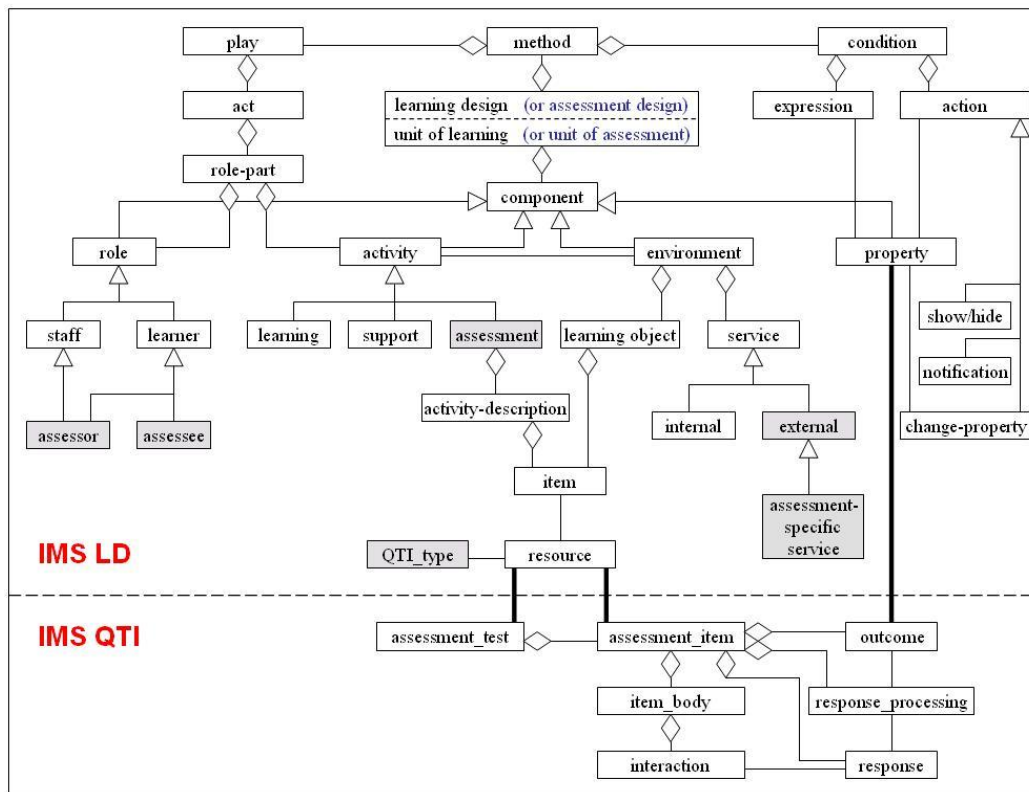 play
method
condition
act
learning design (or assessment design)
expression
action
unit of learning (or unit of assessment)
role-part
component
role
activity
environment
property
staff
learner
learning
support
assessment
learning object
service
show/hide
notification
activity-description
assessor
assessee
internal
external
change-property
item
assessment-
specific
service
IMS LD
QTI_type
resource
IMS QTI
assessment_test
assessment_item
outcome
item_body
response_processing
interaction
response